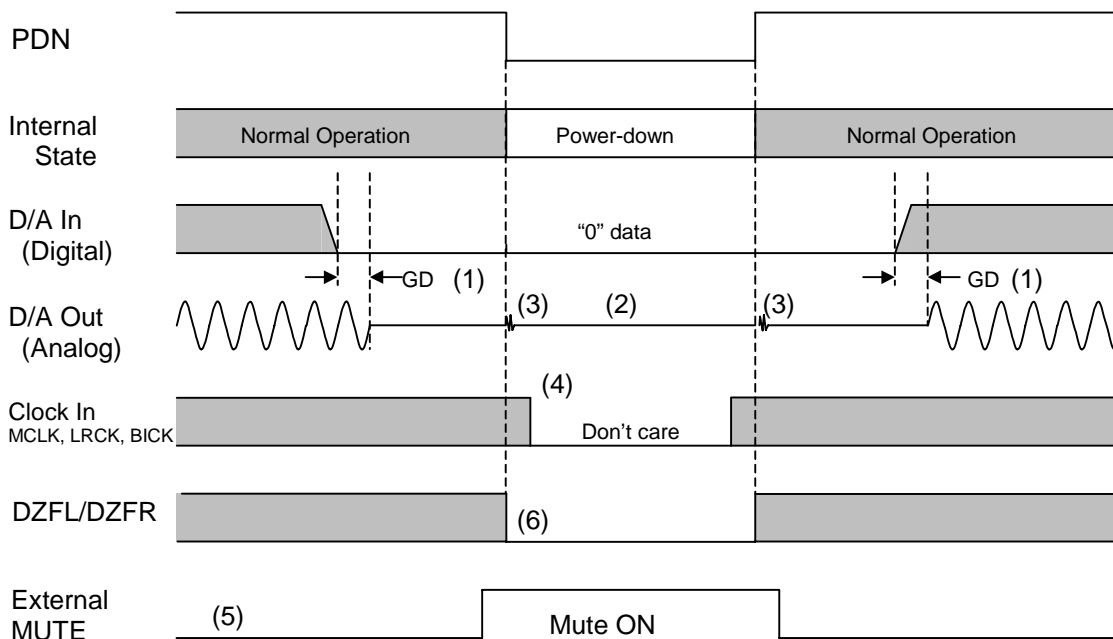 PDN
Internal
State
Normal Operation
Power-down
Normal Operation
D/A In
(Digital)
“0” data
GD (1)
GD (1)
D/A Out
(Analog)
(3)
(2)
(3)
Clock In
MCLK, LRCK, BICK
(4)
Don’t care
DZFL/DZFR
(6)
External
MUTE
(5)
Mute ON